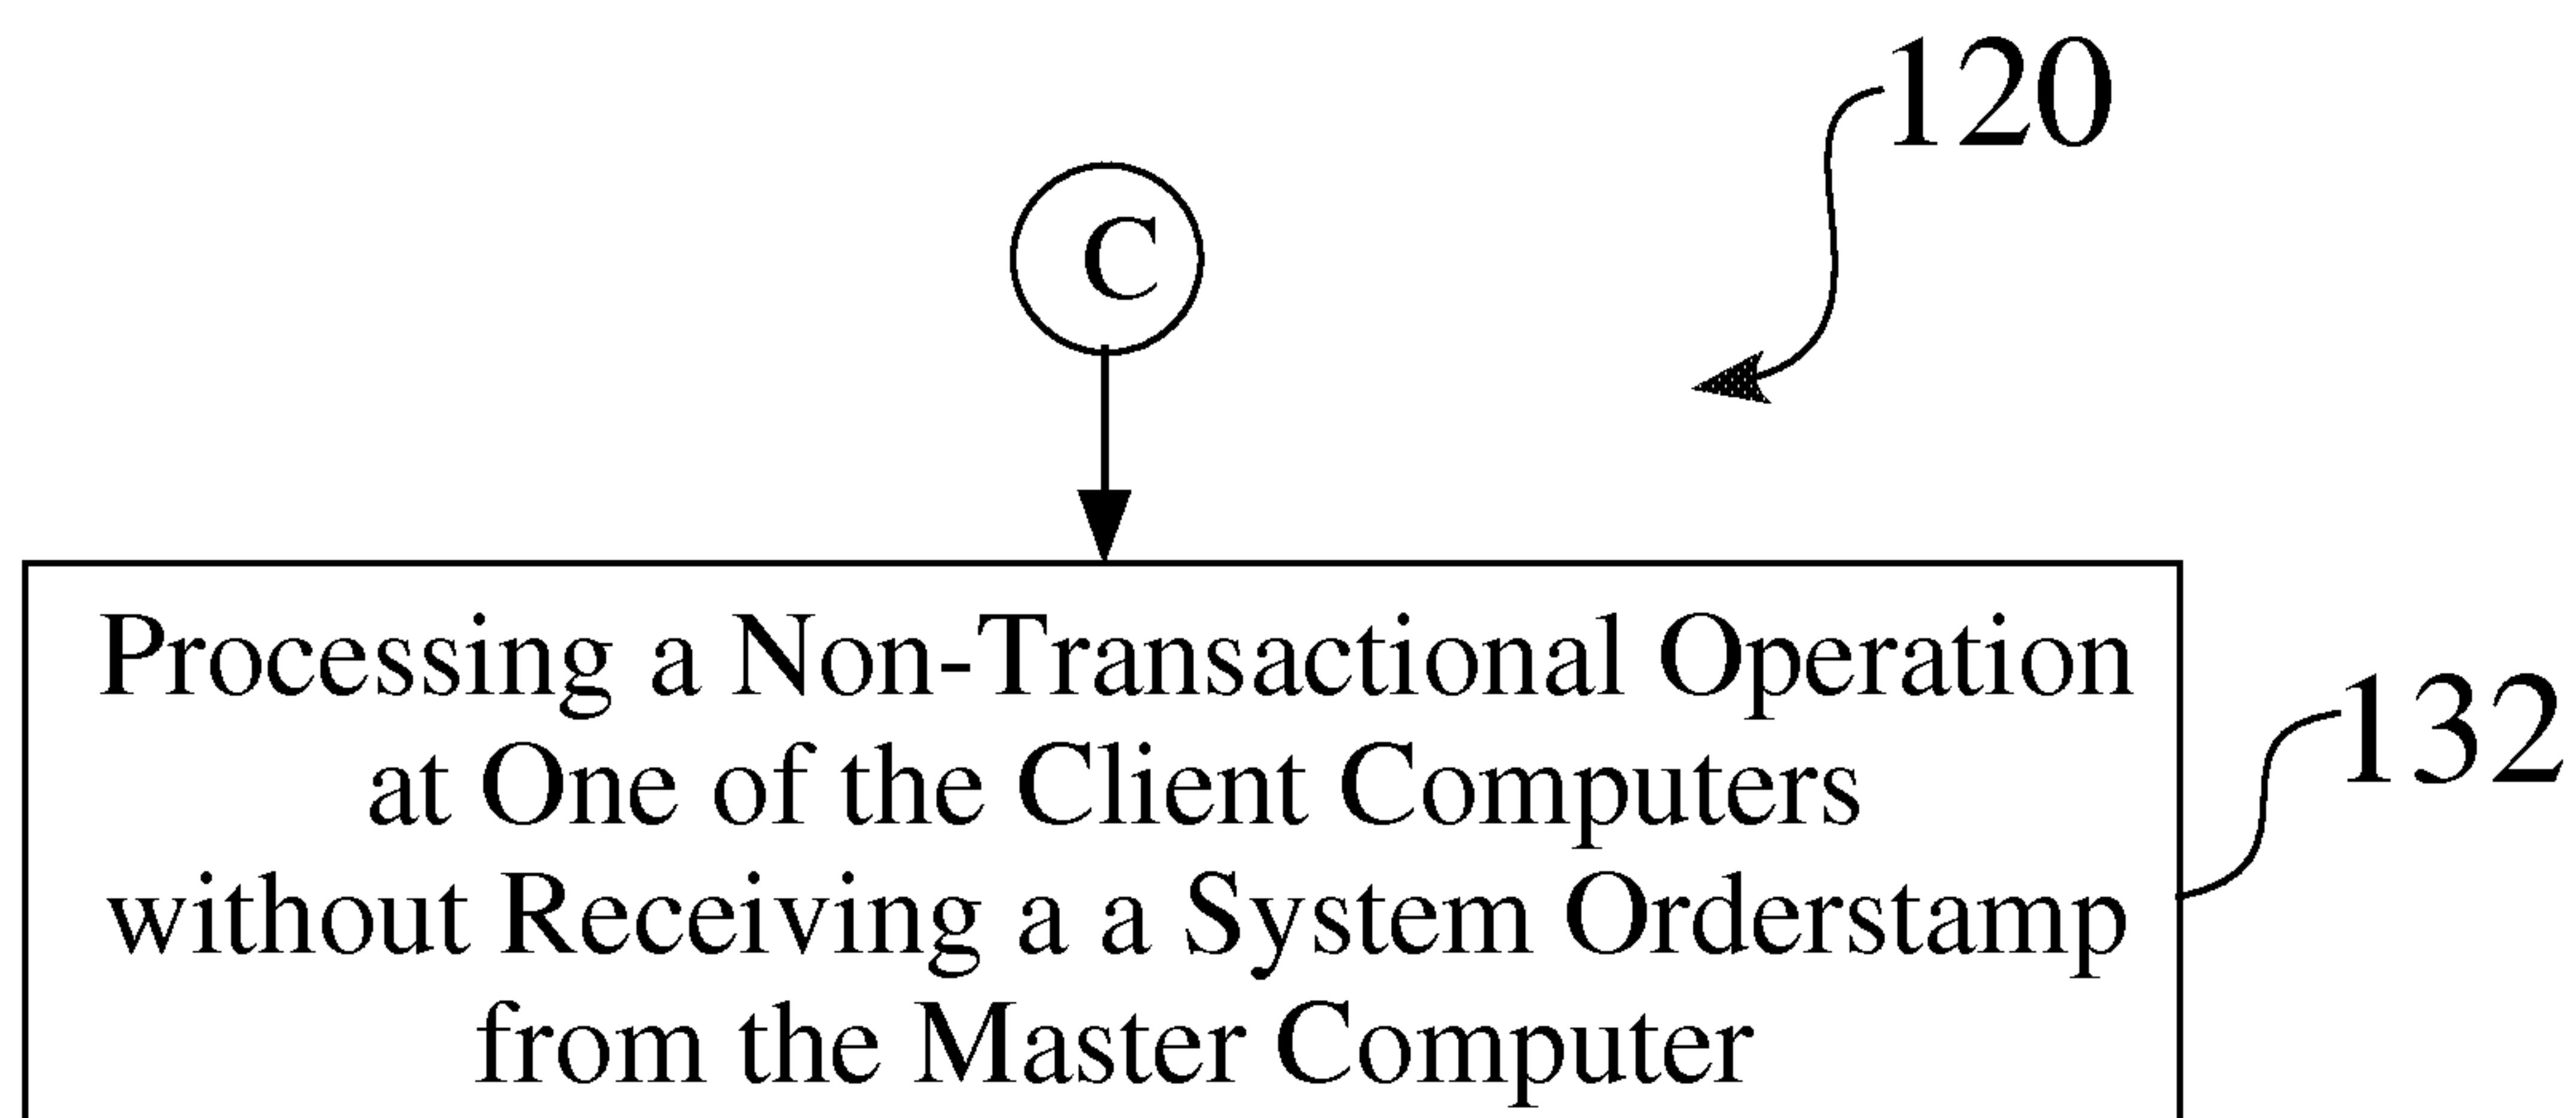 120
C
Processing a Non-Transactional Operation
at One of the Client Computers
without Receiving a a System Orderstamp
from the Master Computer
132